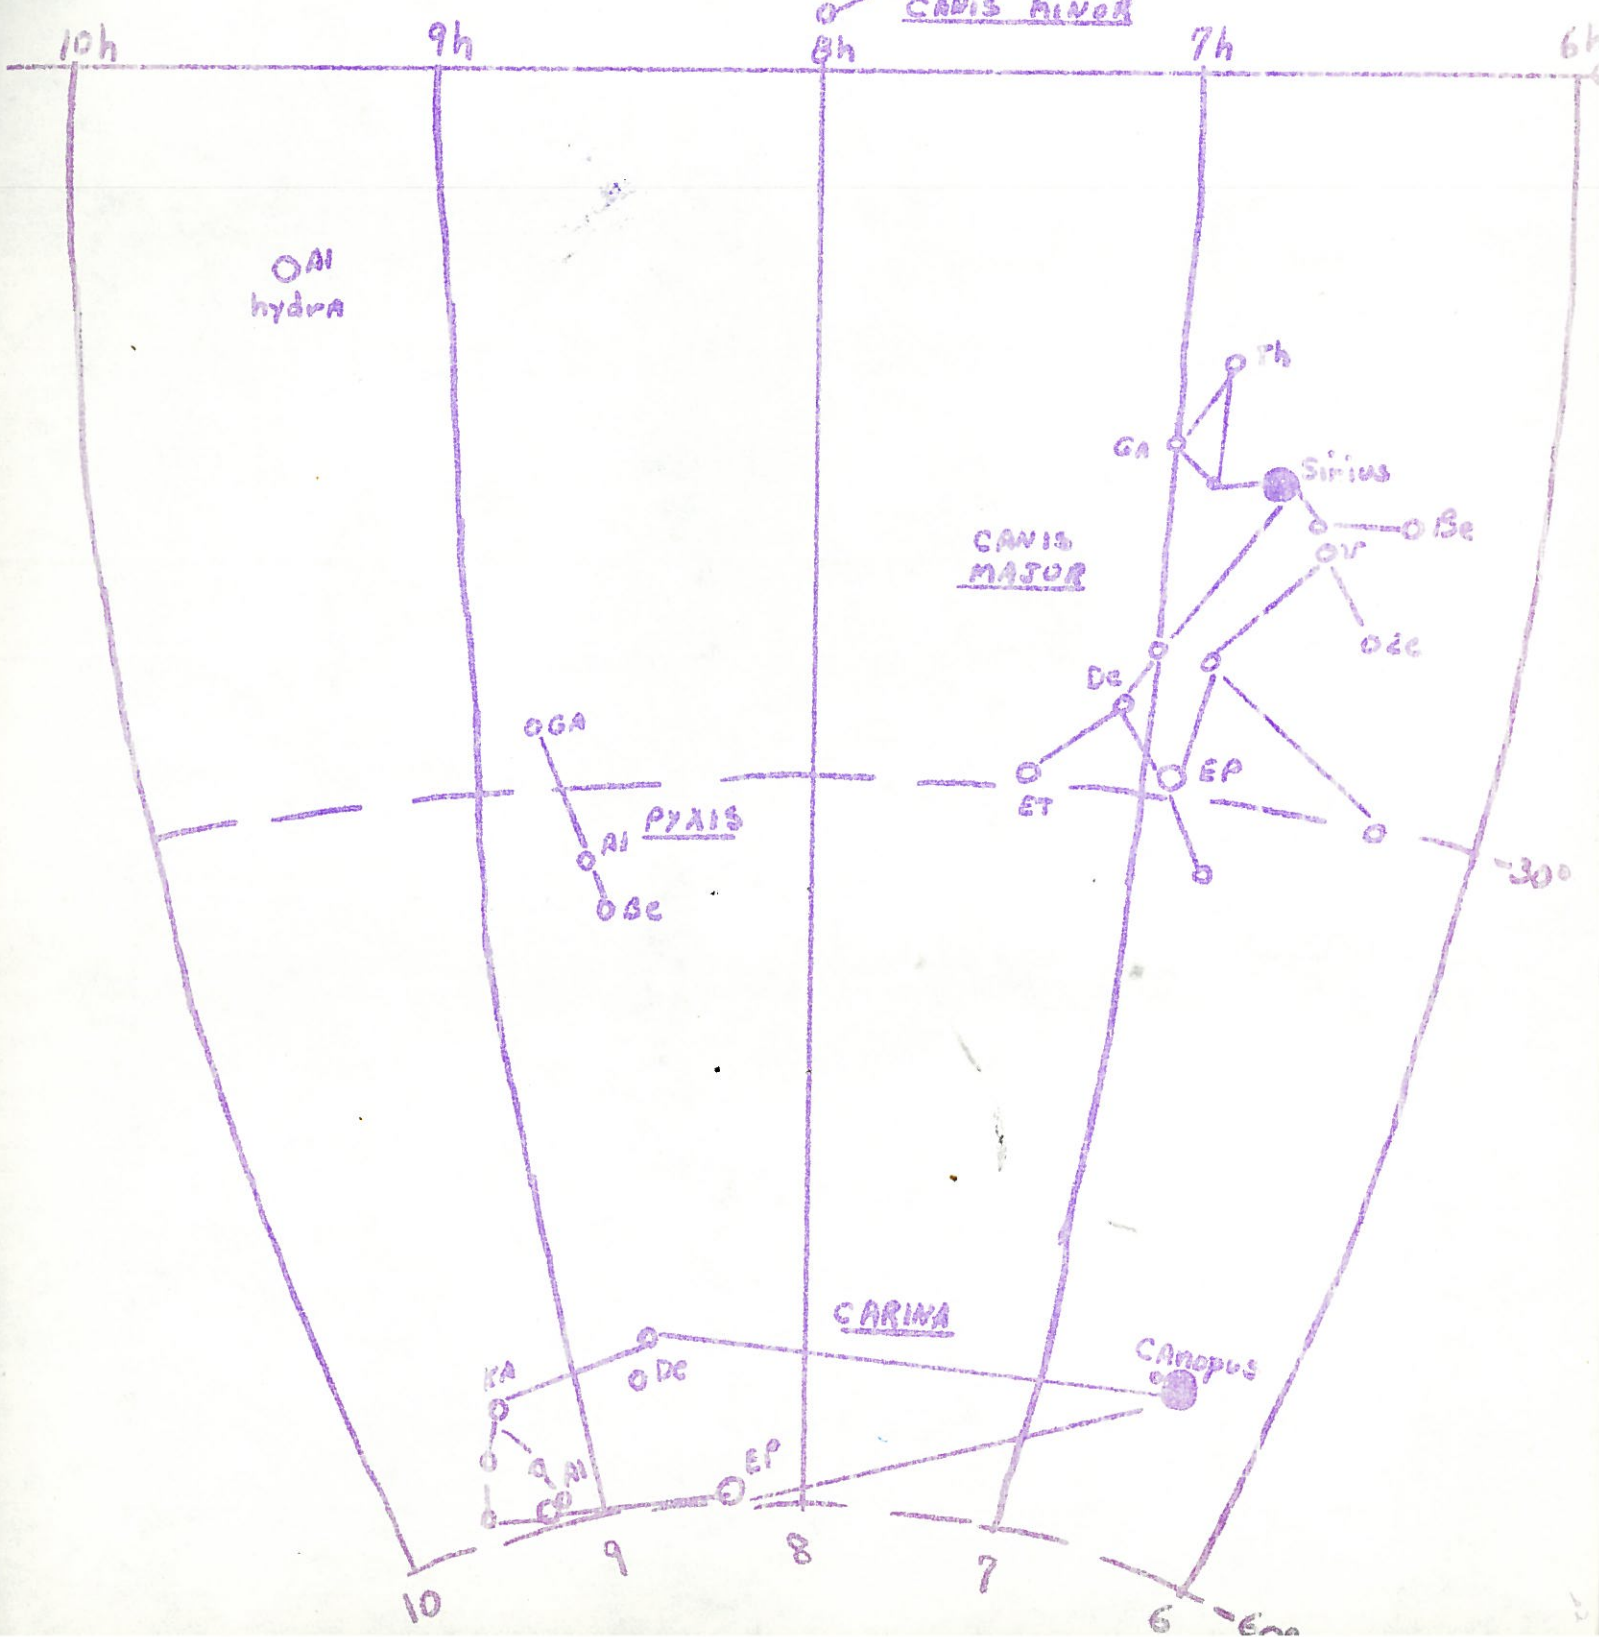 CANIS MINOR
10h 9h 8h 7h 6h
Al
hydra
Th
GA
Sirius
Be
CANIS
MAJOR
De
GA
EP
ET
Al
PYXIS
-30°
Be
CARINA
Canopus
KA
De
EP
Al
9
8
7
10
6